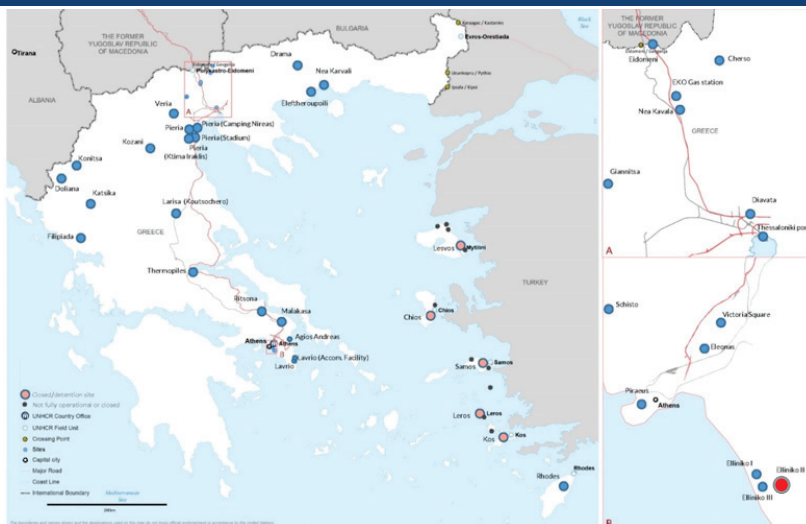 THE FORMER
YUGOSLAV REPUBLIC
OF MACEDONIA
BULGARIA
Black
Sea
Tirana
ALBANIA
Polykastro-Eidomeni
A
Evros-Orestiada
Drama
Nea Karvali
Eleftheroupoili
Veria
Pieria
Pieria (Camping Nireas)
Pieria (Stadium)
Pieria
(Ktima Iraklis)
Kozani
Konitsa
Doliana
Katsika
Filipiada
Larisa (Koutsochero)
GREECE
Thermopiles
Ritsona
Malakasa
Agios Andreas
Athens
Athens
B
Lavrio (Accom. Facility)
Lavrio
Lesvos
Mytilini
TURKEY
Chios
Chios
Samos
Samos
Leros
Leros
Kos
Kos
Rhodes
Rhodes
Closed/detention site
Not fully operational or closed
UNHCR Country Office
UNHCR Field Unit
Crossing Point
Sites
Capital city
Major Road
Coast Line
International Boundary
Mediterranean
Sea
THE FORMER
YUGOSLAV REPUBLIC
OF MACEDONIA
Eidomeni
Cherso
EKO Gas station
Nea Kavala
GREECE
Giannitsa
Diavata
Thessaloniki port
A
Schisto
Victoria Square
Eleonas
Piraeus
Athens
Elliniko I
Elliniko II
Elliniko III
B